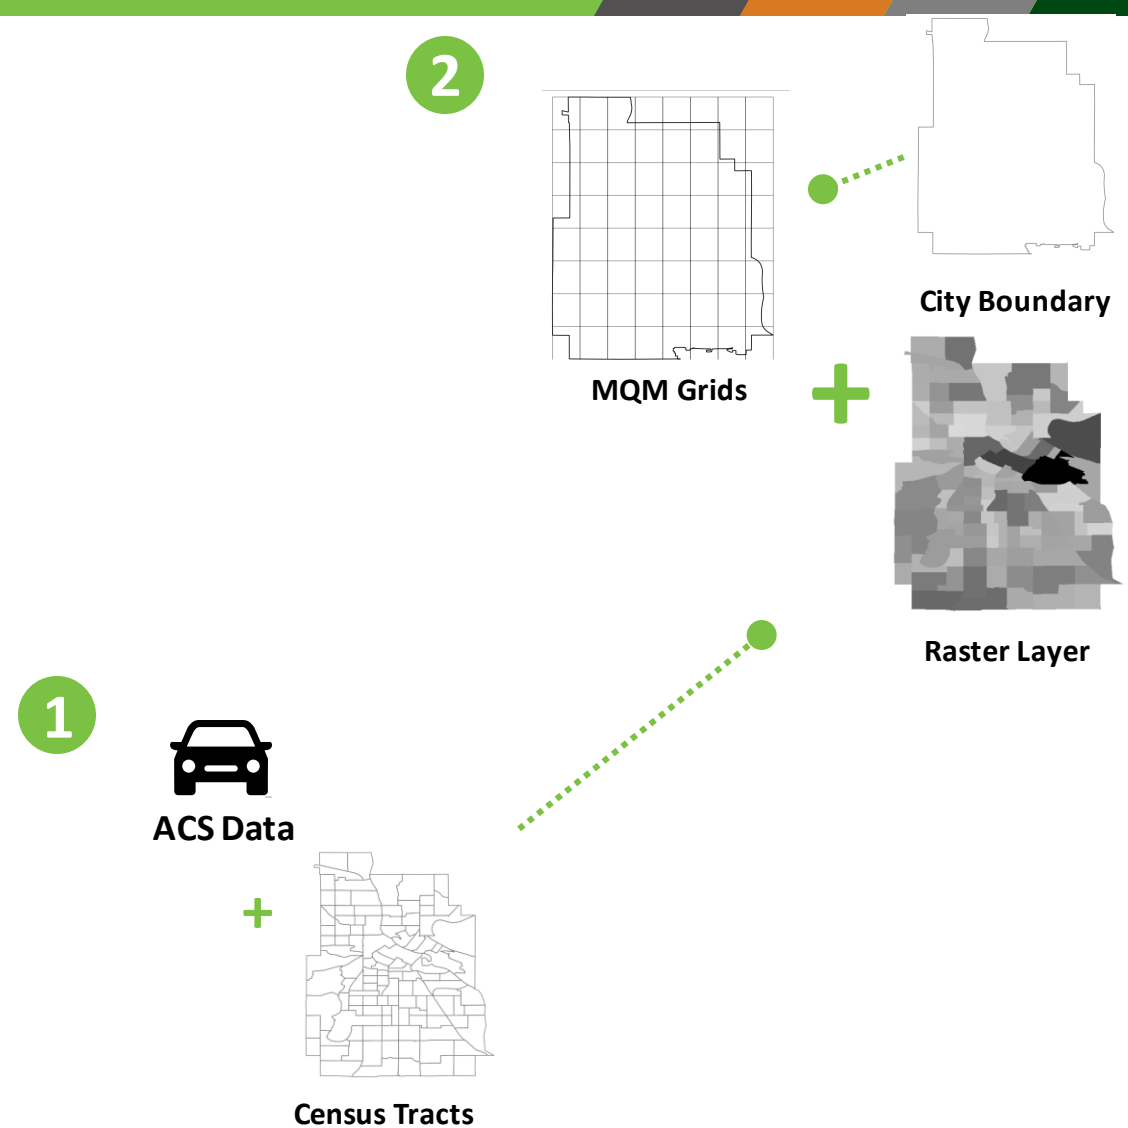 2
City Boundary
MQM Grids
Raster Layer
1
ACS Data
Census Tracts